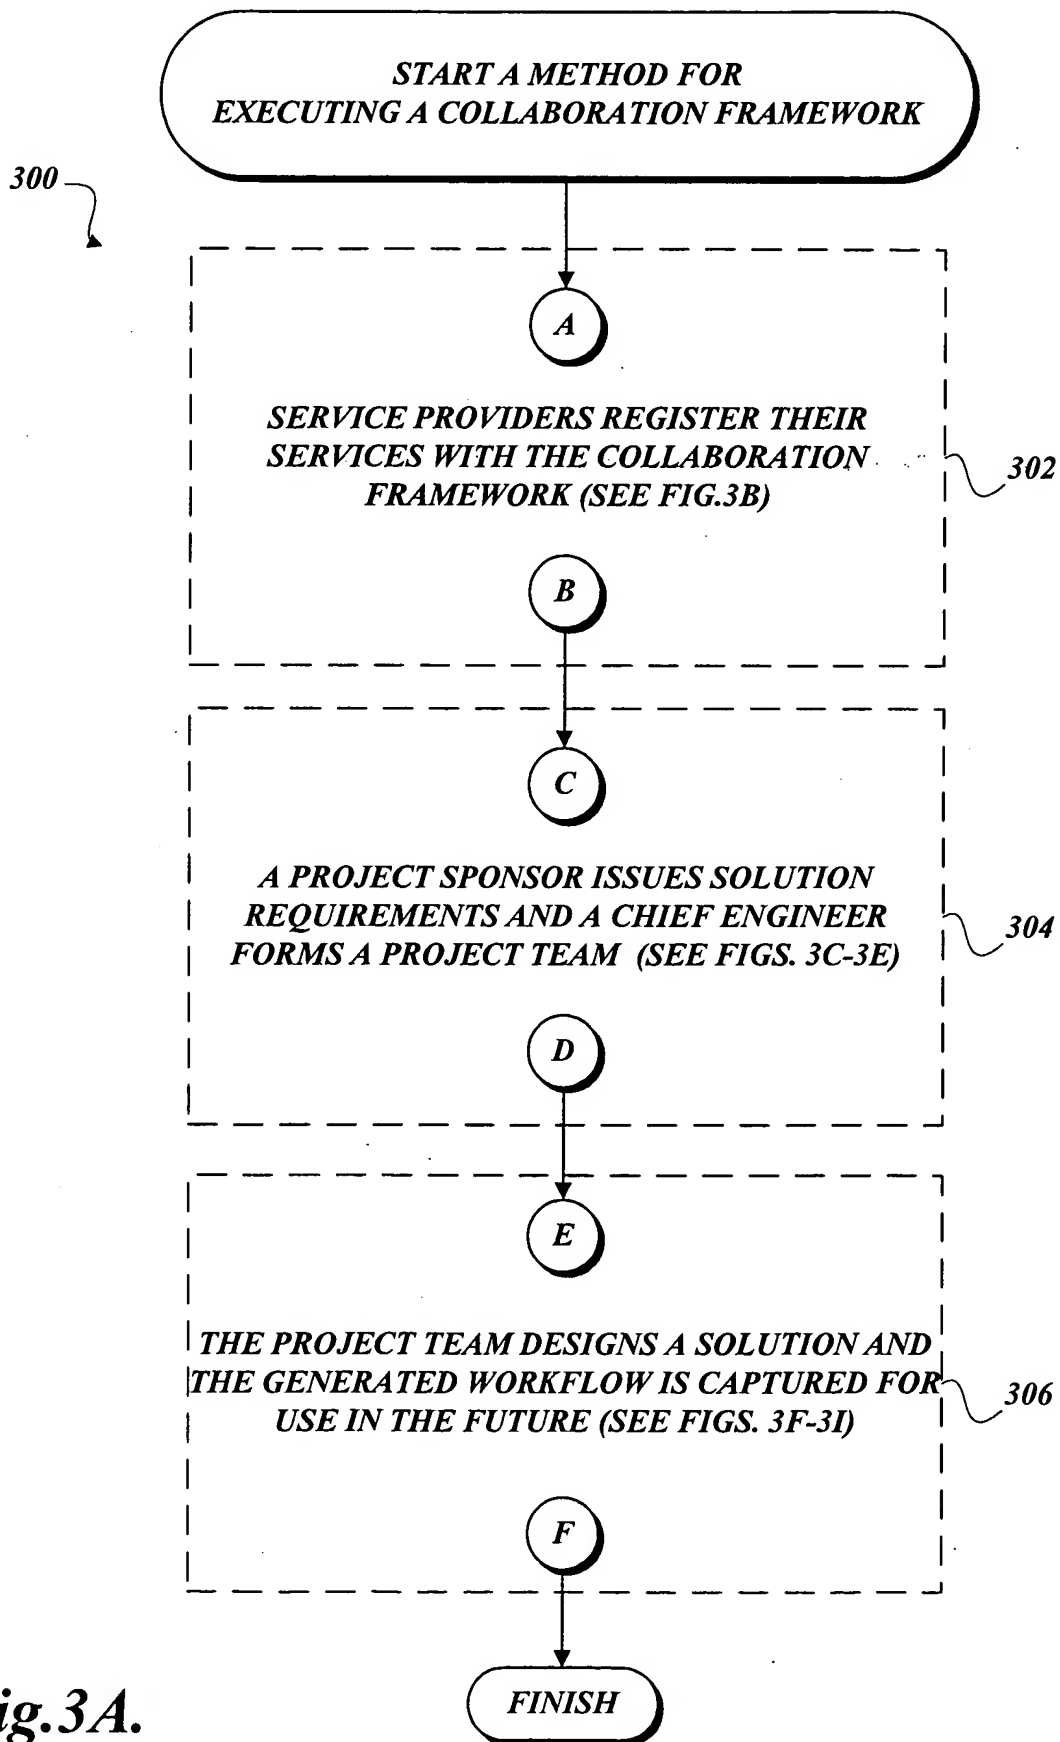 START A METHOD FOR
EXECUTING A COLLABORATION FRAMEWORK
300
A
SERVICE PROVIDERS REGISTER THEIR
SERVICES WITH THE COLLABORATION
FRAMEWORK (SEE FIG.3B)
302
B
C
A PROJECT SPONSOR ISSUES SOLUTION
REQUIREMENTS AND A CHIEF ENGINEER
FORMS A PROJECT TEAM (SEE FIGS. 3C-3E)
304
D
E
THE PROJECT TEAM DESIGNS A SOLUTION AND
THE GENERATED WORKFLOW IS CAPTURED FOR
USE IN THE FUTURE (SEE FIGS. 3F-3I)
306
F
FINISH
ig.3A.